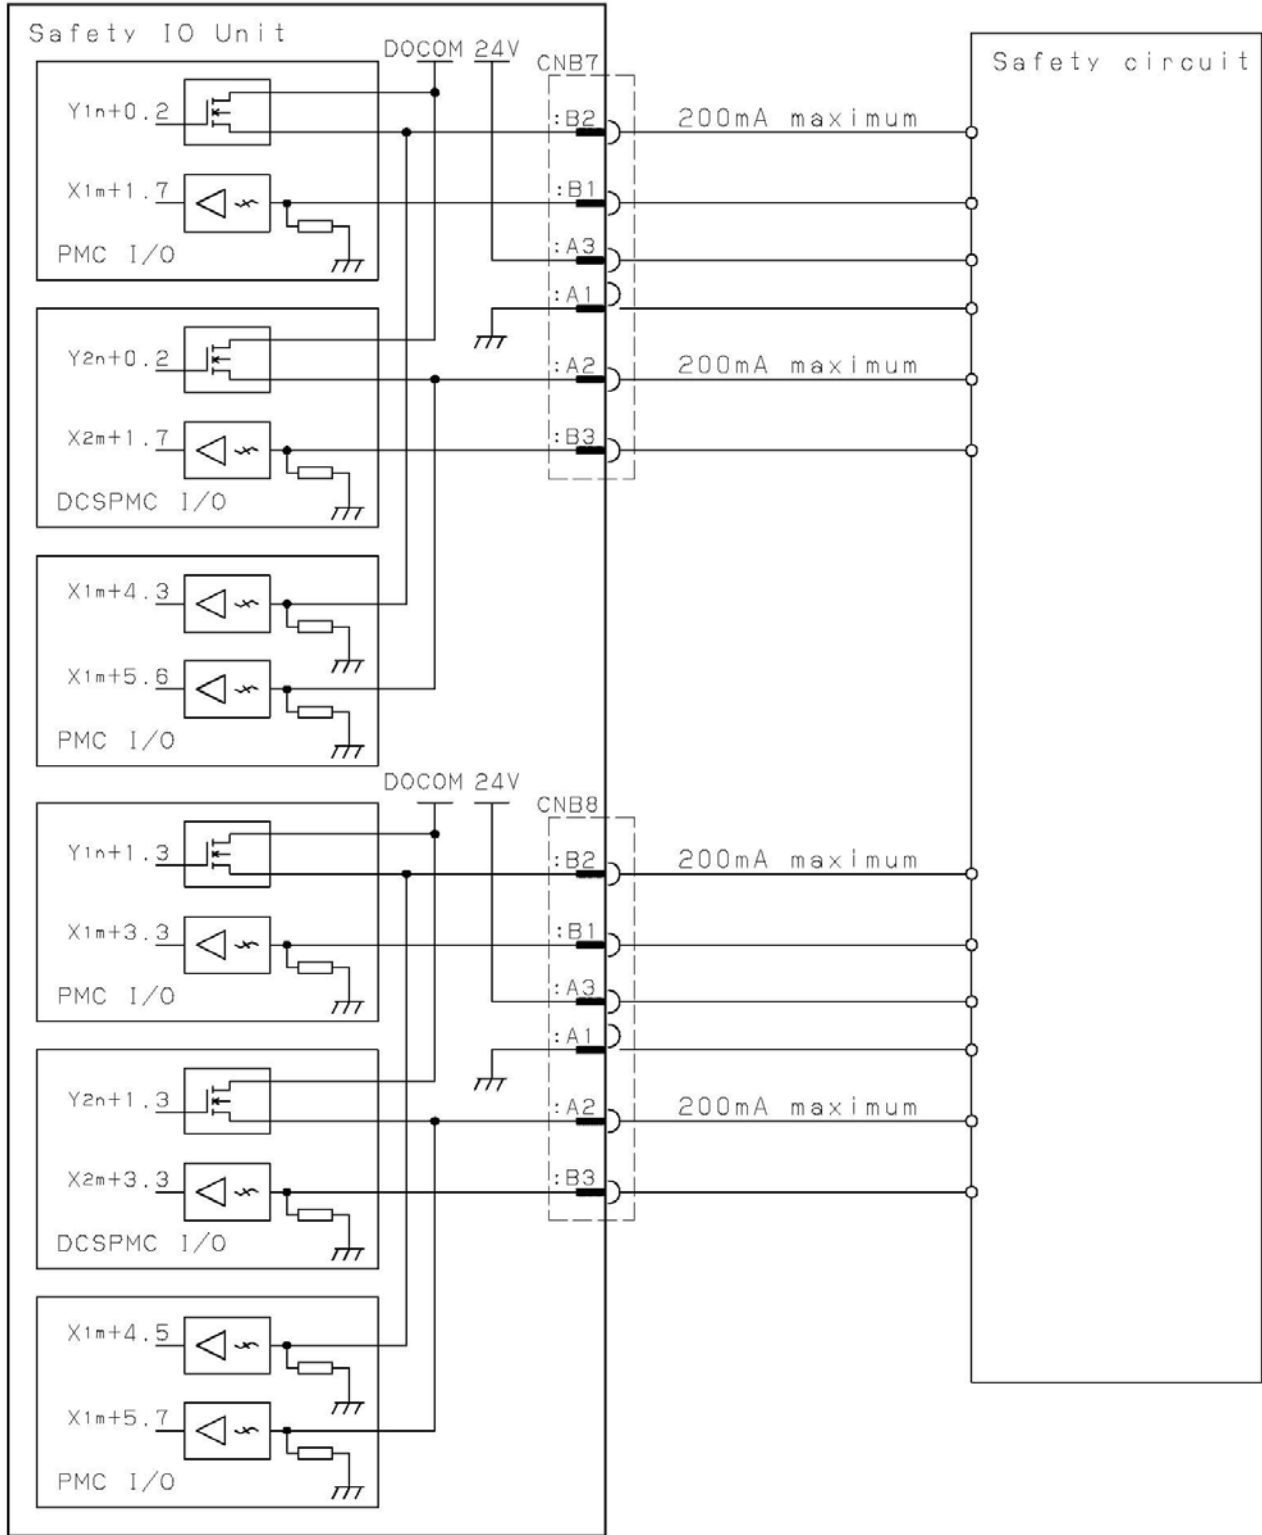 Safety IO Unit
DOCOM 24V
CNB7
Safety circuit
Y1n+0.2
:B2
200mA maximum
X1m+1.7
:B1
PMC I/O
:A3
:A1
Y2n+0.2
:A2
200mA maximum
X2m+1.7
:B3
DCSPMC I/O
X1m+4.3
X1m+5.6
PMC I/O
DOCOM 24V
CNB8
Y1n+1.3
:B2
200mA maximum
X1m+3.3
:B1
PMC I/O
:A3
:A1
Y2n+1.3
:A2
200mA maximum
X2m+3.3
:B3
DCSPMC I/O
X1m+4.5
X1m+5.7
PMC I/O